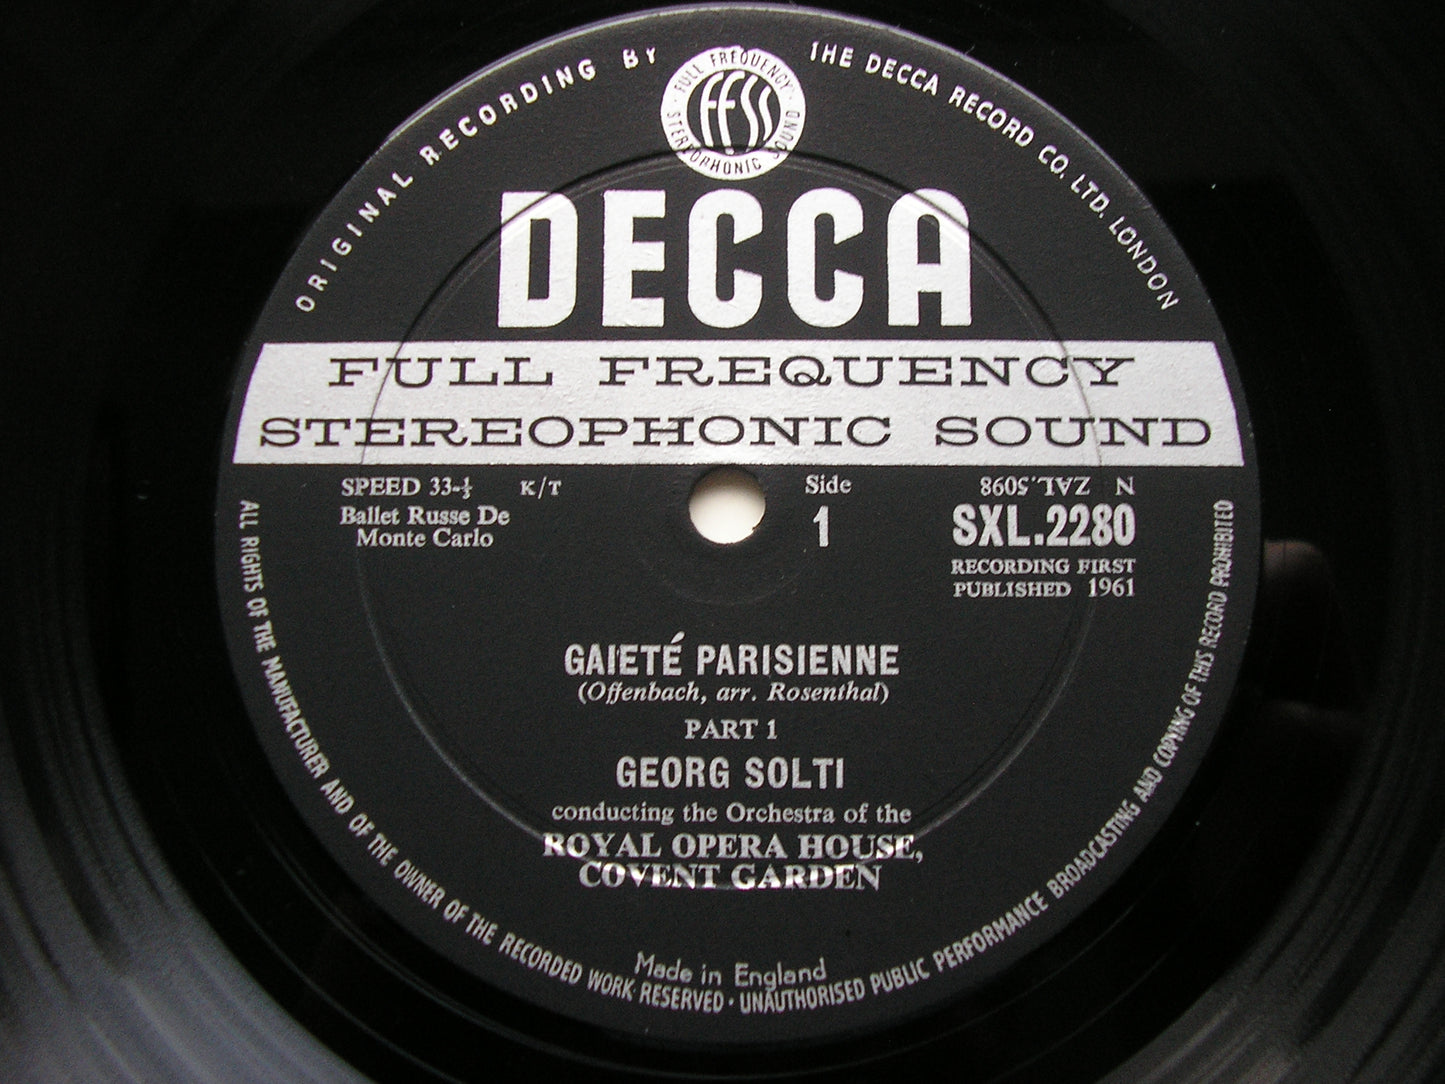 ORIGINAL RECORDING BY THE DECCA RECORD CO. LTD. LONDON
FULL FREQUENCY STEREOPHONIC SOUND
FFSS
DECCA
FULL FREQUENCY
STEREOPHONIC SOUND
SPEED 33-⅓ K/T
Ballet Russe De
Monte Carlo
Side
1
N ZAL.5098
SXL.2280
RECORDING FIRST
PUBLISHED 1961
GAIETÉ PARISIENNE
(Offenbach, arr. Rosenthal)
PART 1
GEORG SOLTI
conducting the Orchestra of the
ROYAL OPERA HOUSE,
COVENT GARDEN
Made in England
ALL RIGHTS OF THE MANUFACTURER AND OF THE OWNER OF THE RECORDED WORK RESERVED · UNAUTHORISED PUBLIC PERFORMANCE BROADCASTING AND COPYING OF THIS RECORD PROHIBITED